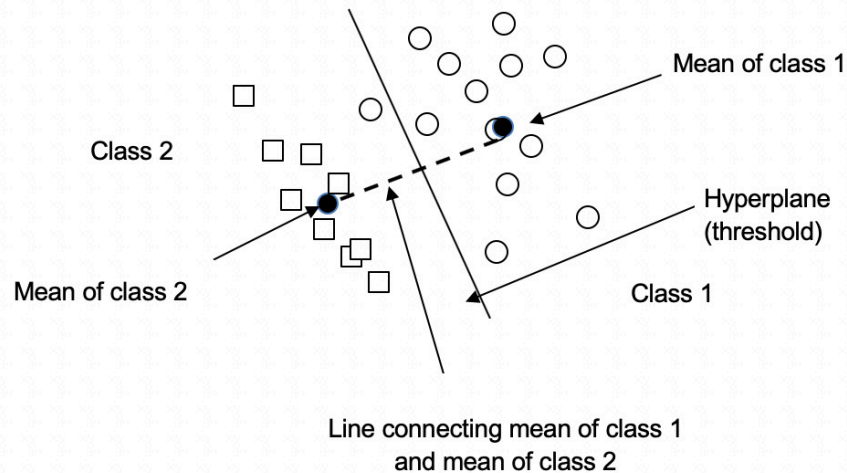 Mean of class 1
Class 2
Hyperplane
(threshold)
Mean of class 2
Class 1
Line connecting mean of class 1
and mean of class 2